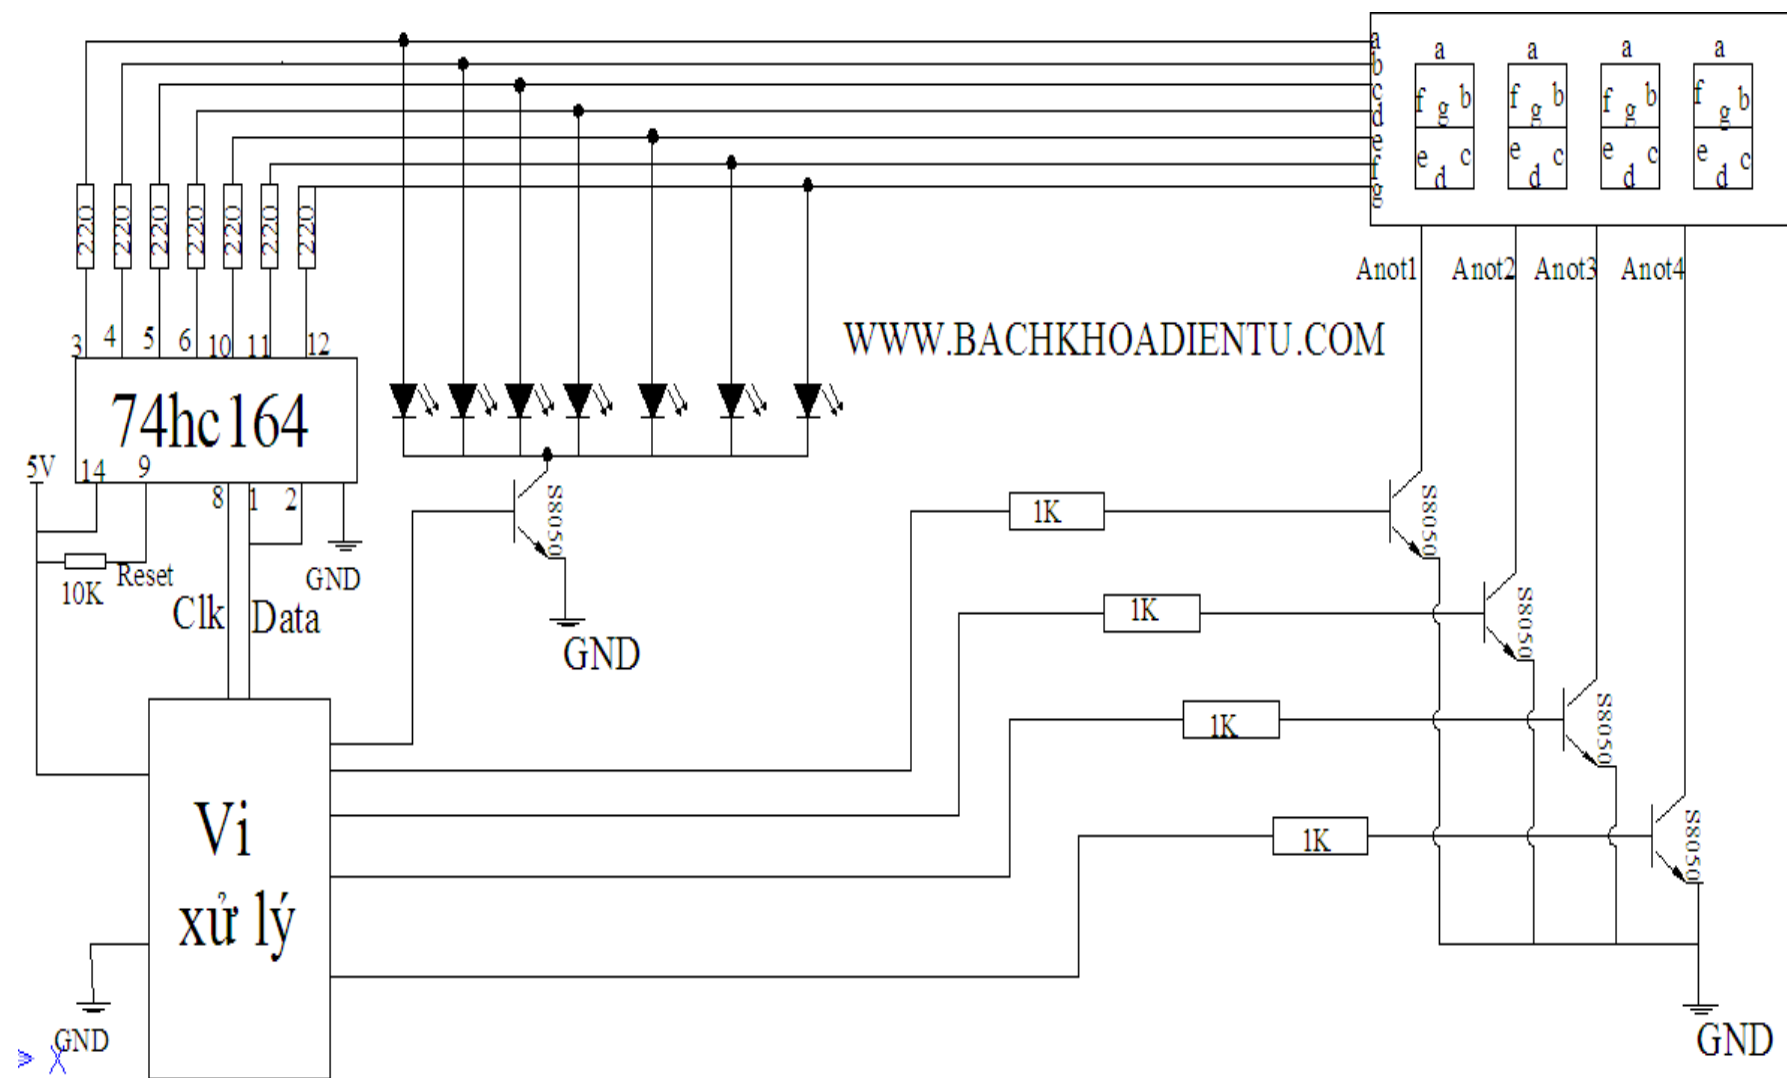 a
b
c
d
e
f
g
a a a a
f g b f g b f g b f g b
e d c e d c e d c e d c
220 220 220 220 220 220 220
Anot1 Anot2 Anot3 Anot4
3 4 5 6 10 11 12
WWW.BACHKHOADIENTU.COM
74hc164
5V 14 9
8 1 2
S8050
1K
S8050
10K Reset GND
Clk Data
GND
1K
S8050
1K
S8050
1K
S8050
Vi
xử lý
GND
GND
X